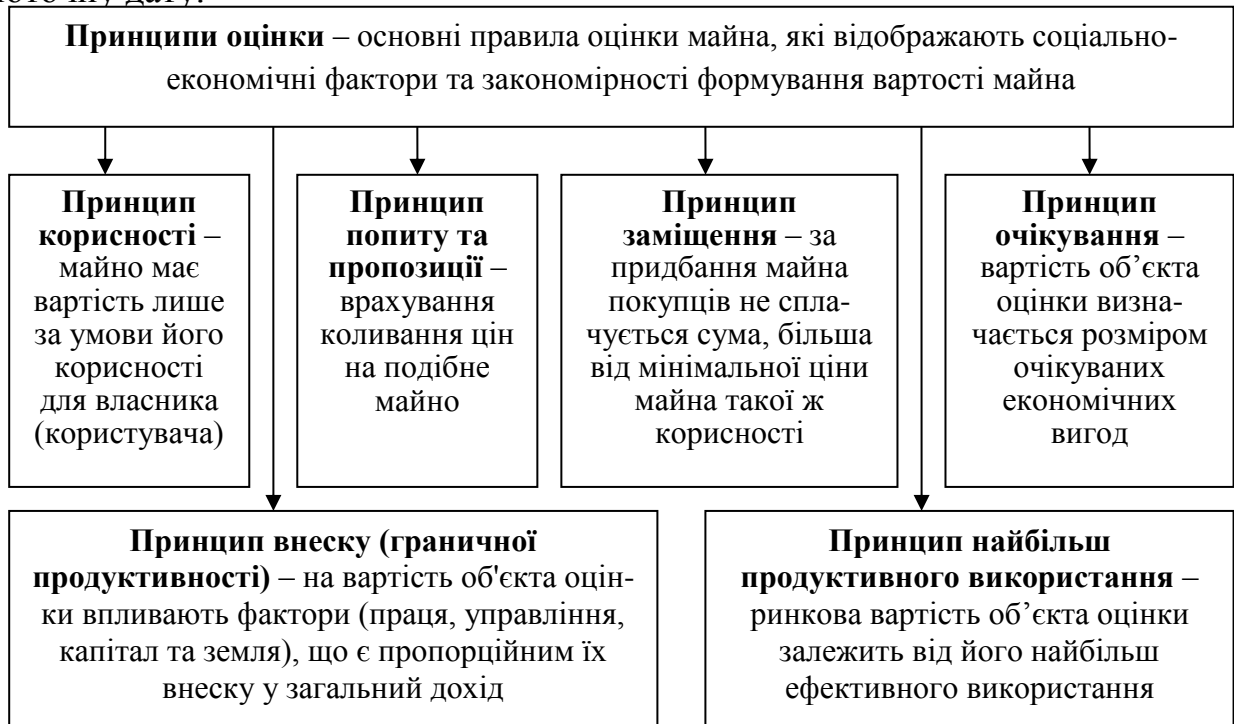 Принципи оцінки – основні правила оцінки майна, які відображають соціально-
економічні фактори та закономірності формування вартості майна
Принцип
корисності –
майно має
вартість лише
за умови його
корисності
для власника
(користувача)
Принцип
попиту та
пропозиції –
врахування
коливання цін
на подібне
майно
Принцип
заміщення – за
придбання майна
покупців не спла-
чується сума, більша
від мінімальної ціни
майна такої ж
корисності
Принцип
очікування –
вартість об’єкта
оцінки визна-
чається розміром
очікуваних
економічних
вигод
Принцип внеску (граничної
продуктивності) – на вартість об'єкта оцін-
ки впливають фактори (праця, управління,
капітал та земля), що є пропорційним їх
внеску у загальний дохід
Принцип найбільш
продуктивного використання –
ринкова вартість об’єкта оцінки
залежить від його найбільш
ефективного використання